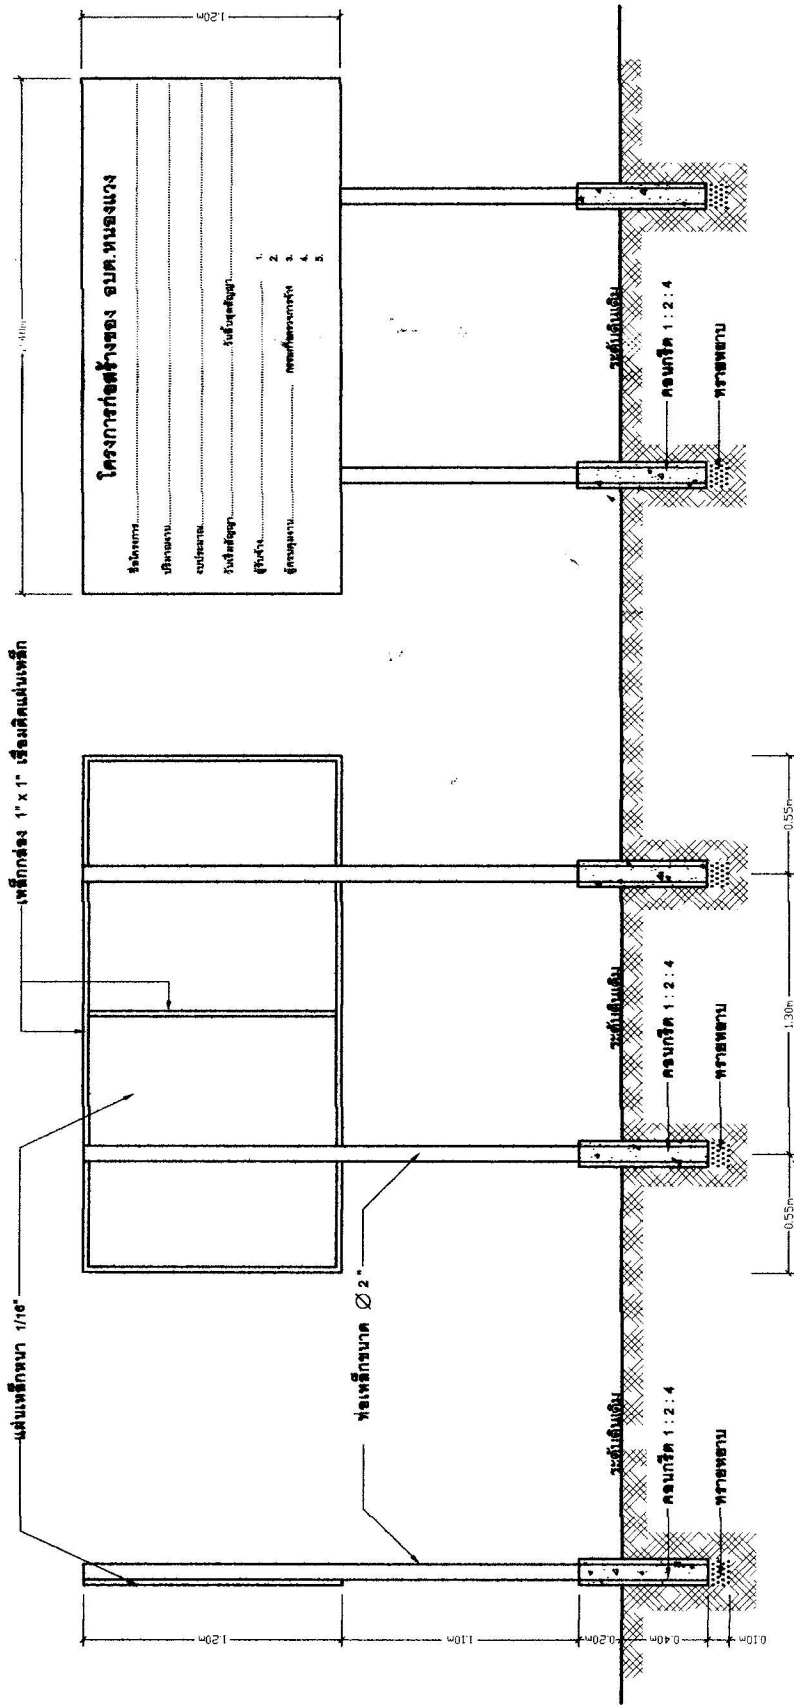 แผ่นเหล็กหนา 1/16"
เหล็กกล่อง 1" x 1" เชื่อมติดแผ่นเหล็ก
1.20m
โครงการก่อสร้างของ อบต.หนองแวง
ชื่อโครงการ
ปริมาณงาน
งบประมาณ
วันเริ่มสัญญา วันสิ้นสุดสัญญา
ผู้รับจ้าง 1.
2.
ผู้ควบคุมงาน กรรมการตรวจการจ้าง 3.
4.
5.
ท่อเหล็กขนาด Ø 2"
ระดับดินเดิม
คอนกรีต 1 : 2 : 4
ทรายหยาบ
ระดับดินเดิม
คอนกรีต 1 : 2 : 4
ทรายหยาบ
ระดับดินเดิม
คอนกรีต 1 : 2 : 4
ทรายหยาบ
1.20m
1.10m
0.20m
0.40m
0.10m
0.55m
1.30m
0.55m